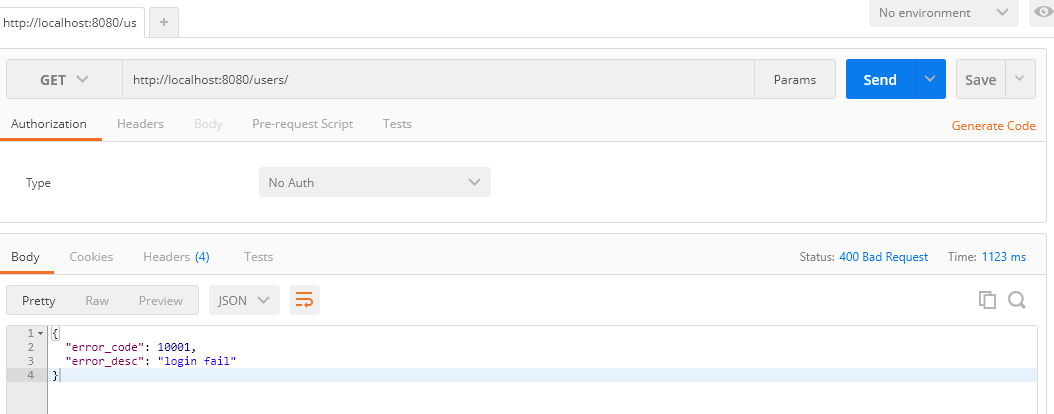 http://localhost:8080/us
+
No environment
GET
http://localhost:8080/users/
Params
Send
Save
Authorization
Headers
Body
Pre-request Script
Tests
Generate Code
Type
No Auth
Body
Cookies
Headers (4)
Tests
Status: 400 Bad Request
Time: 1123 ms
Pretty
Raw
Preview
JSON
1 {
2 "error_code": 10001,
3 "error_desc": "login fail"
4 }